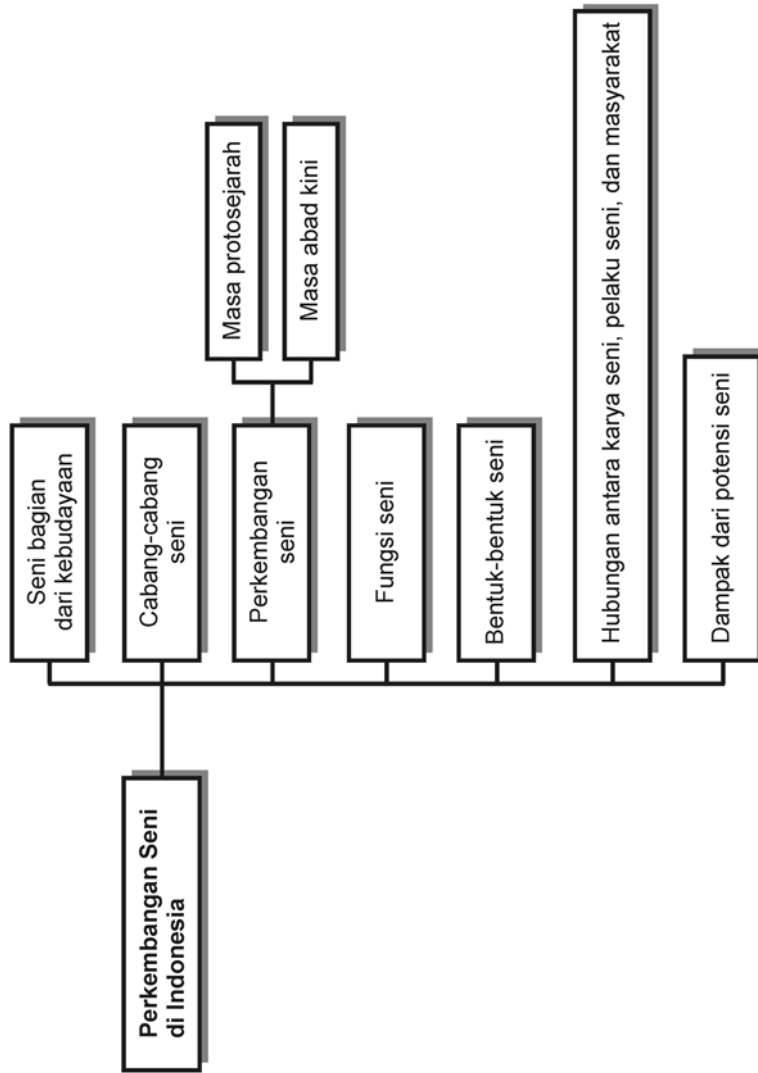 Perkembangan Seni
di Indonesia
Seni bagian
dari kebudayaan
Cabang-cabang
seni
Perkembangan
seni
Masa protosejarah
Masa abad kini
Fungsi seni
Bentuk-bentuk seni
Hubungan antara karya seni, pelaku seni, dan masyarakat
Dampak dari potensi seni